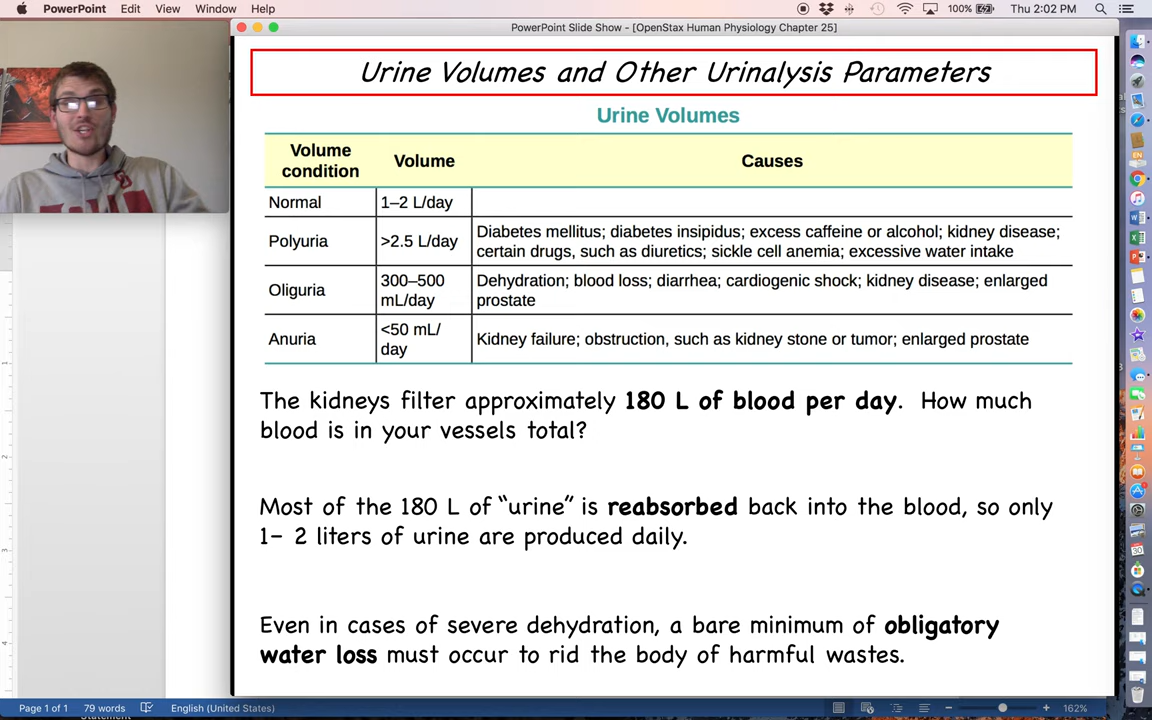 PowerPoint Edit View Window Help 100% Thu 2:02 PM
PowerPoint Slide Show - [OpenStax Human Physiology Chapter 25]
Urine Volumes and Other Urinalysis Parameters
Urine Volumes
Volume condition Volume Causes
Normal 1–2 L/day
Polyuria >2.5 L/day Diabetes mellitus; diabetes insipidus; excess caffeine or alcohol; kidney disease;
certain drugs, such as diuretics; sickle cell anemia; excessive water intake
Oliguria 300–500 mL/day Dehydration; blood loss; diarrhea; cardiogenic shock; kidney disease; enlarged
prostate
Anuria <50 mL/ day Kidney failure; obstruction, such as kidney stone or tumor; enlarged prostate
The kidneys filter approximately 180 L of blood per day. How much
blood is in your vessels total?
Most of the 180 L of “urine” is reabsorbed back into the blood, so only
1– 2 liters of urine are produced daily.
Even in cases of severe dehydration, a bare minimum of obligatory
water loss must occur to rid the body of harmful wastes.
Page 1 of 1 79 words English (United States) 162%